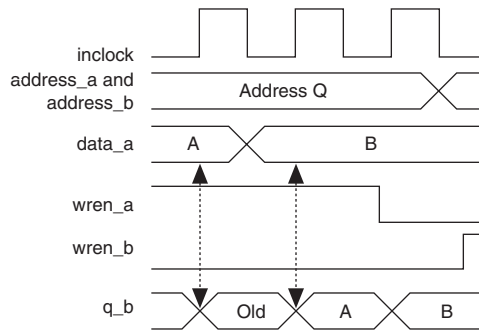 inclock
address_a and
address_b
Address Q
data_a
A
B
wren_a
wren_b
q_b
Old
A
B